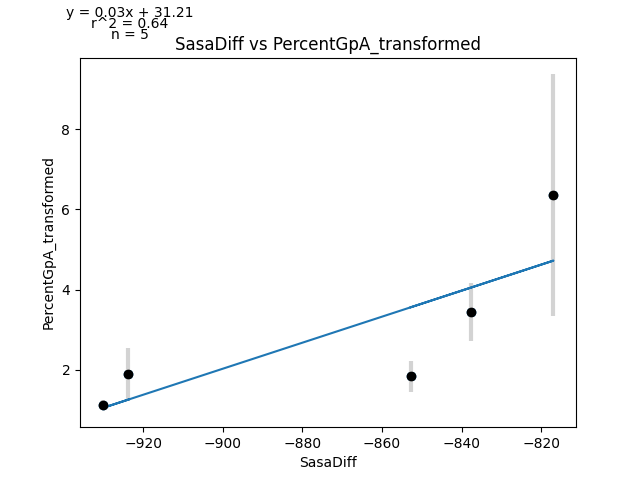 y = 0.03x + 31.21
r^2 = 0.64
n = 5
SasaDiff vs PercentGpA_transformed
PercentGpA_transformed
8
6
4
2
−920
−900
−880
−860
−840
−820
SasaDiff